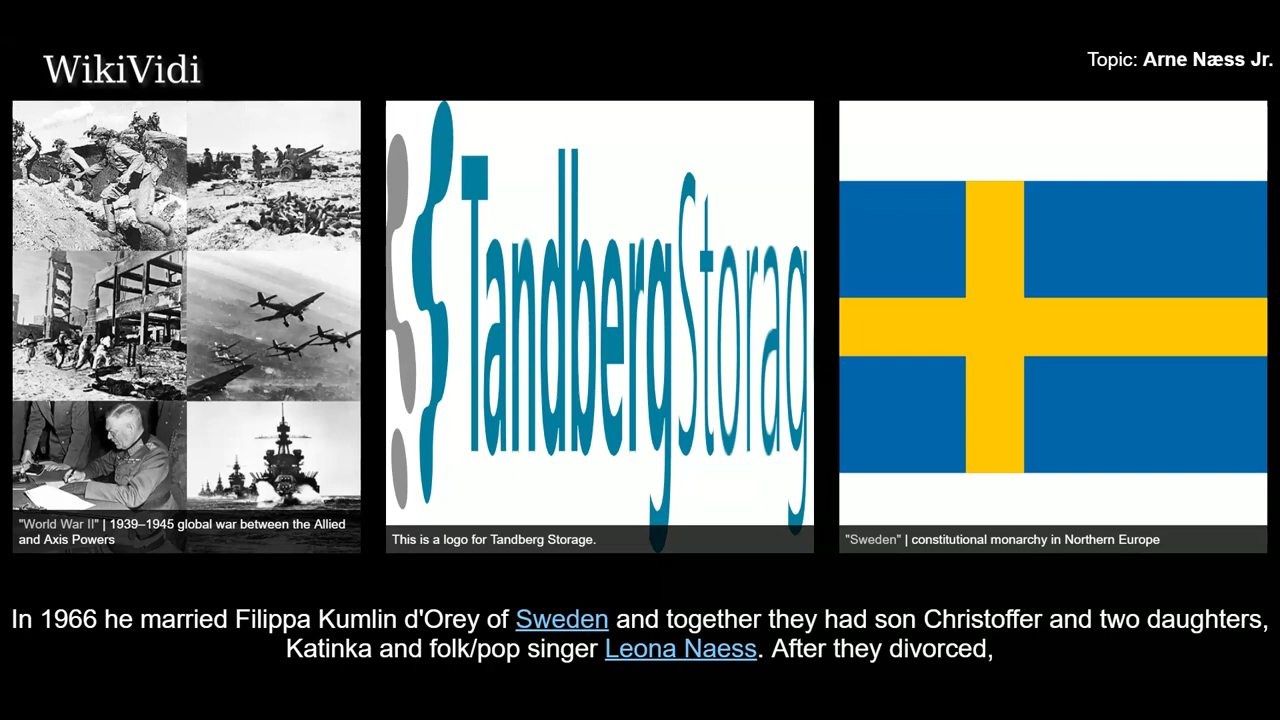 WikiVidi
Topic: Arne Næss Jr.
Tandberg Storag
"World War II" | 1939–1945 global war between the Allied
and Axis Powers
This is a logo for Tandberg Storage.
"Sweden" | constitutional monarchy in Northern Europe
In 1966 he married Filippa Kumlin d'Orey of Sweden and together they had son Christoffer and two daughters,
Katinka and folk/pop singer Leona Naess. After they divorced,